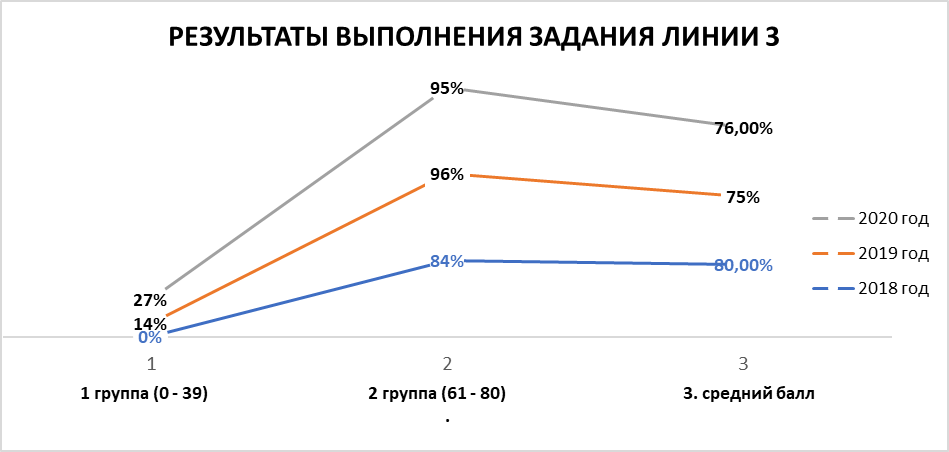 РЕЗУЛЬТАТЫ ВЫПОЛНЕНИЯ ЗАДАНИЯ ЛИНИИ 3
95%
76,00%
96%
75%
84%
80,00%
27%
14%
0%
2020 год
2019 год
2018 год
1 2 3
1 группа (0 - 39) 2 группа (61 - 80) 3. средний балл
.